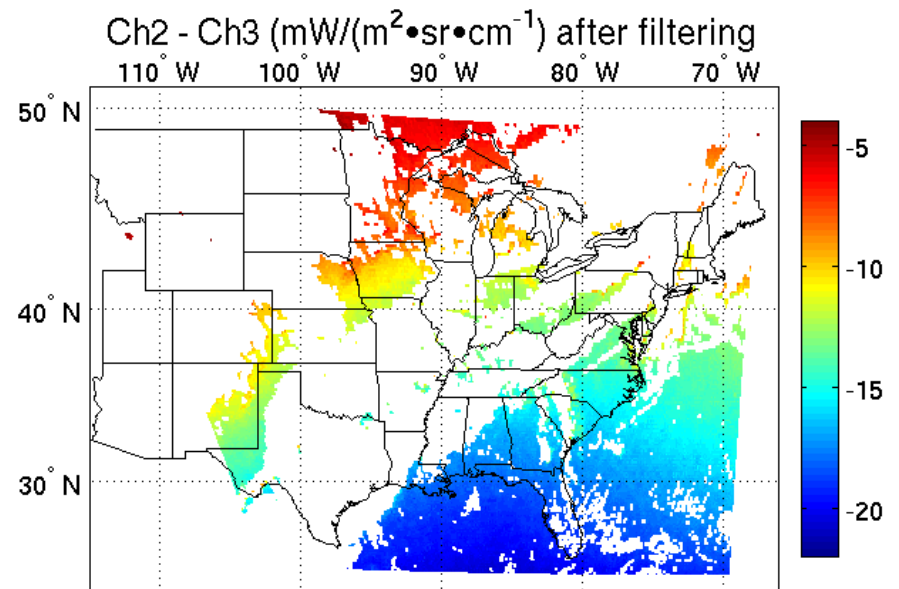 Ch2 - Ch3 (mW/(m²•sr•cm⁻¹) after filtering
110° W 100° W 90° W 80° W 70° W
50° N
40° N
30° N
-5
-10
-15
-20